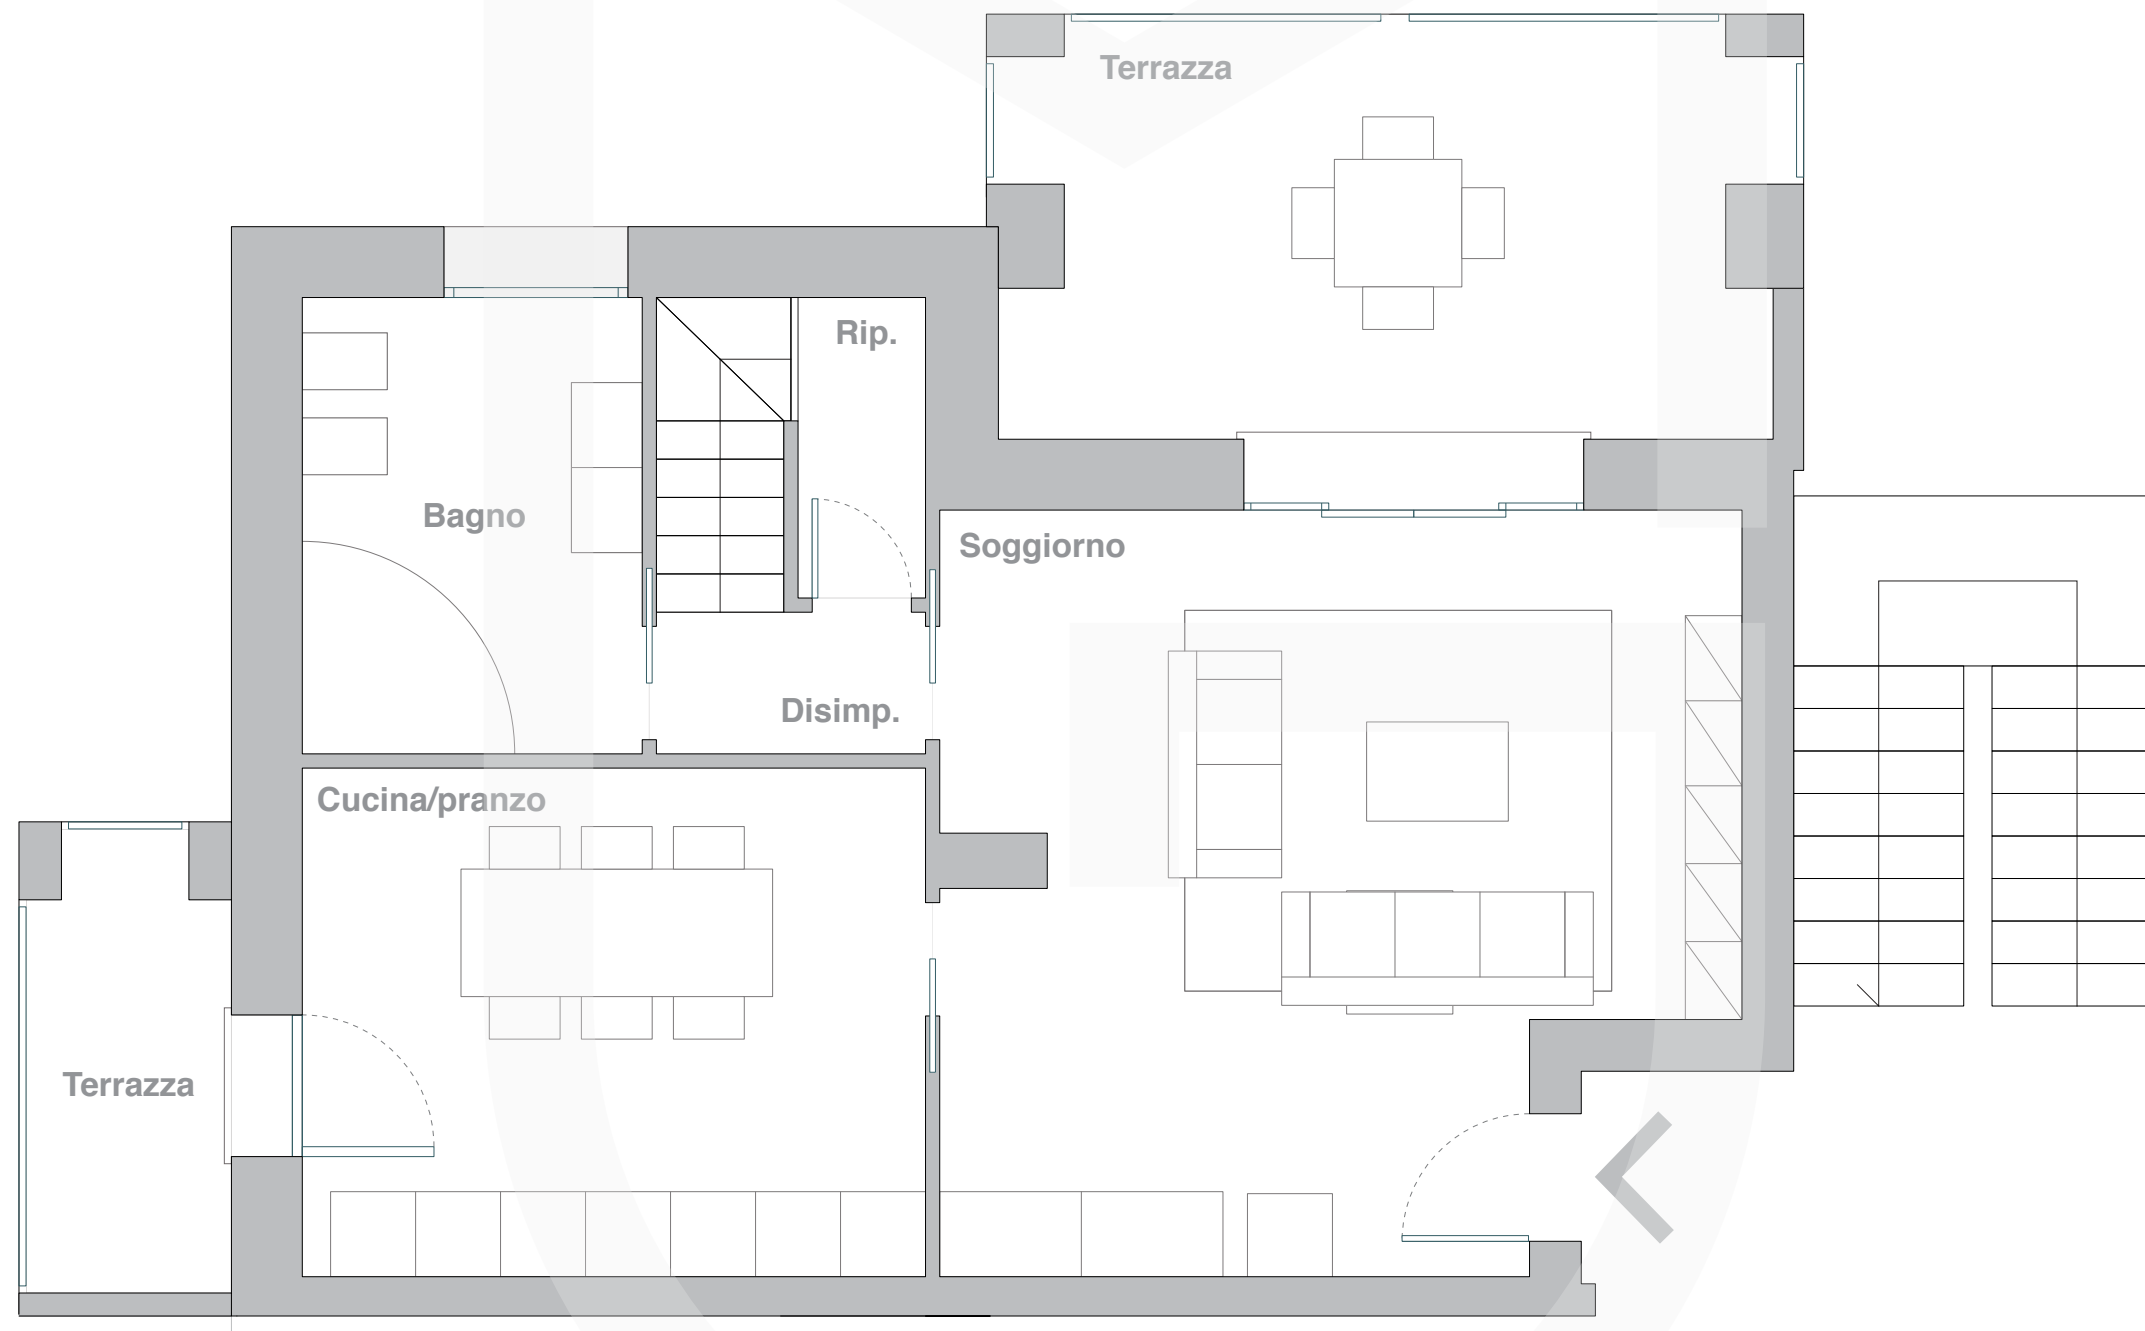 Terrazza
Rip.
Bagno
Soggiorno
Disimp.
Cucina/pranzo
Terrazza